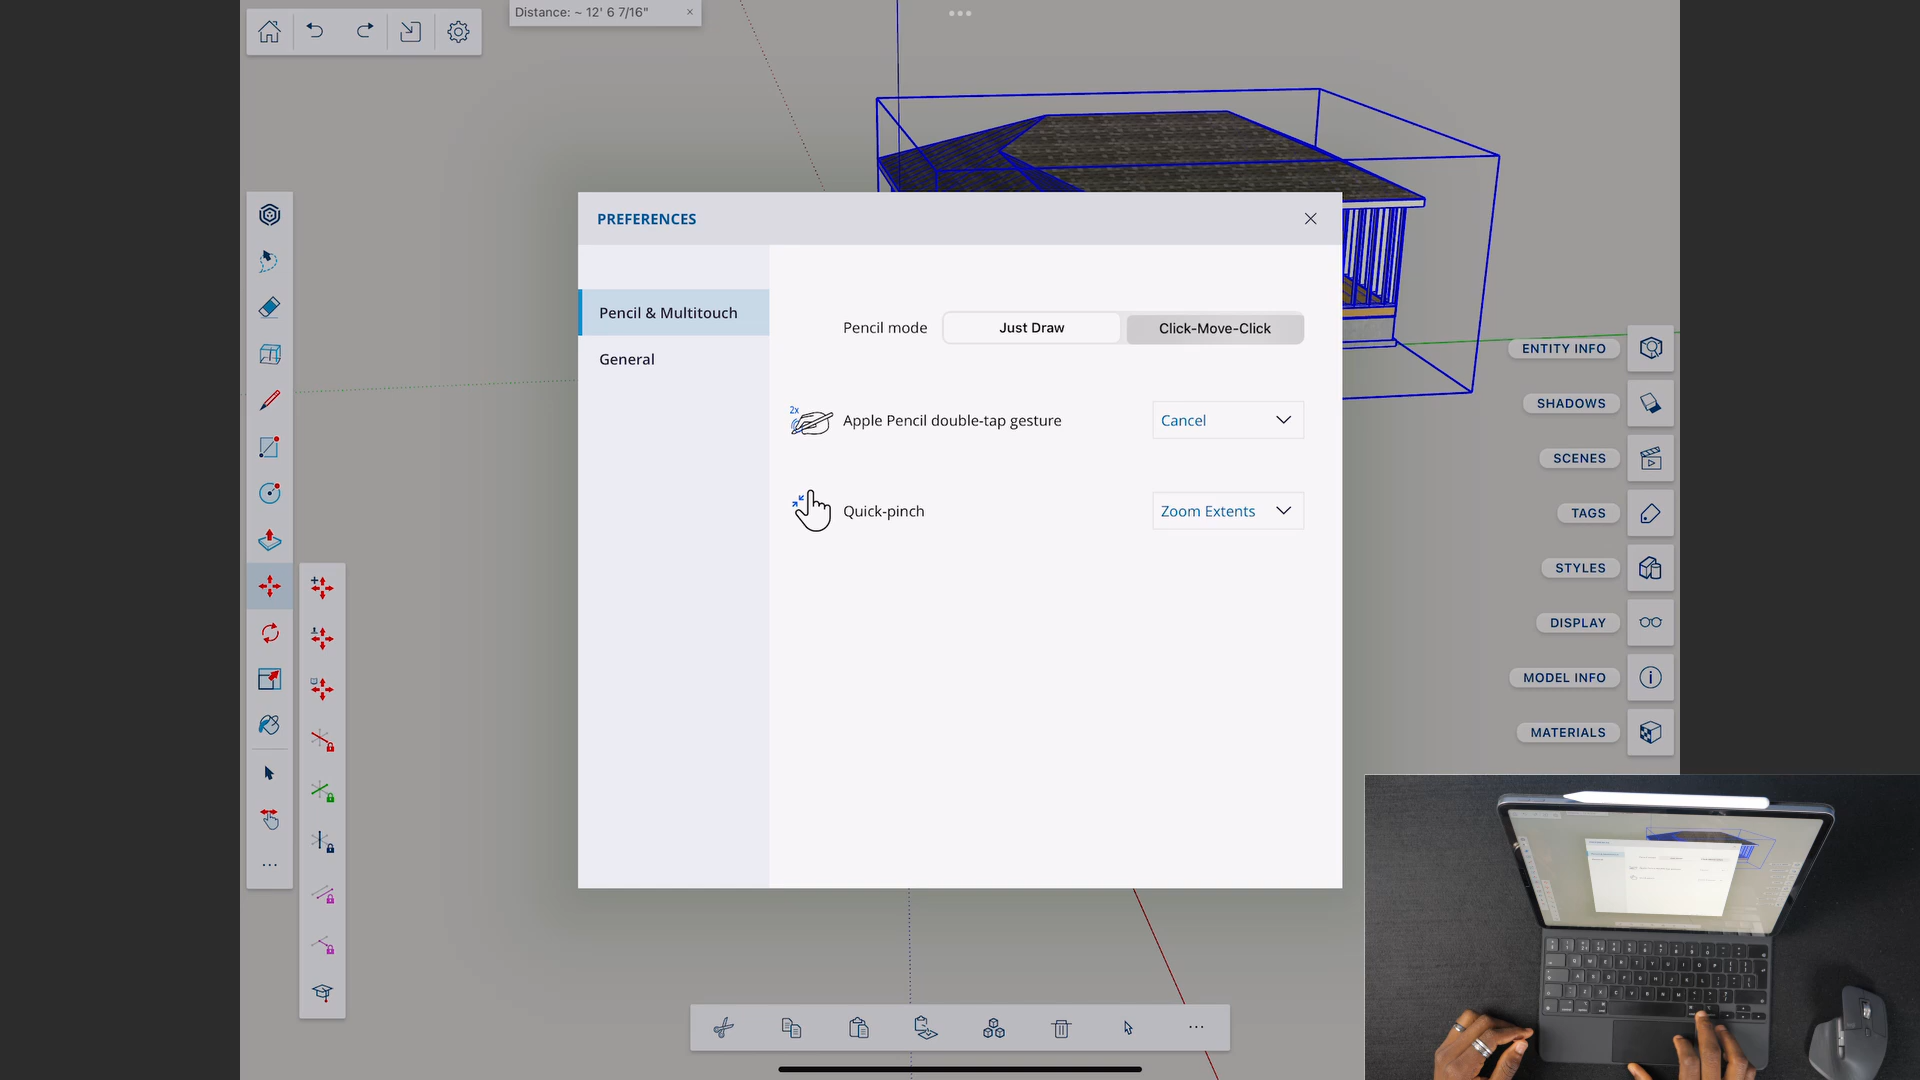 Distance: ~ 12' 6 7/16"
PREFERENCES
Pencil & Multitouch
General
Pencil mode
Just Draw
Click-Move-Click
2x
Apple Pencil double-tap gesture
Cancel
Quick-pinch
Zoom Extents
ENTITY INFO
SHADOWS
SCENES
TAGS
STYLES
DISPLAY
MODEL INFO
MATERIALS